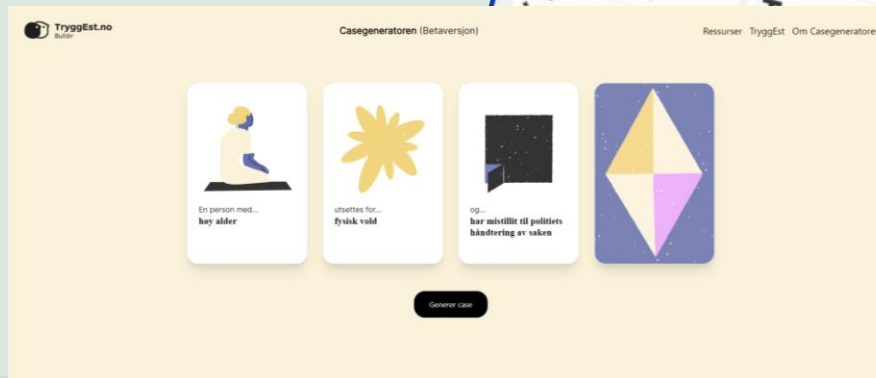 TryggEst.no
Bufdir
Casegeneratoren (Betaversjon)
Ressurser TryggEst Om Casegeneratoren
En person med...
høy alder
utsettes for...
fysisk vold
og...
har mistillit til politiets
håndtering av saken
Generer case